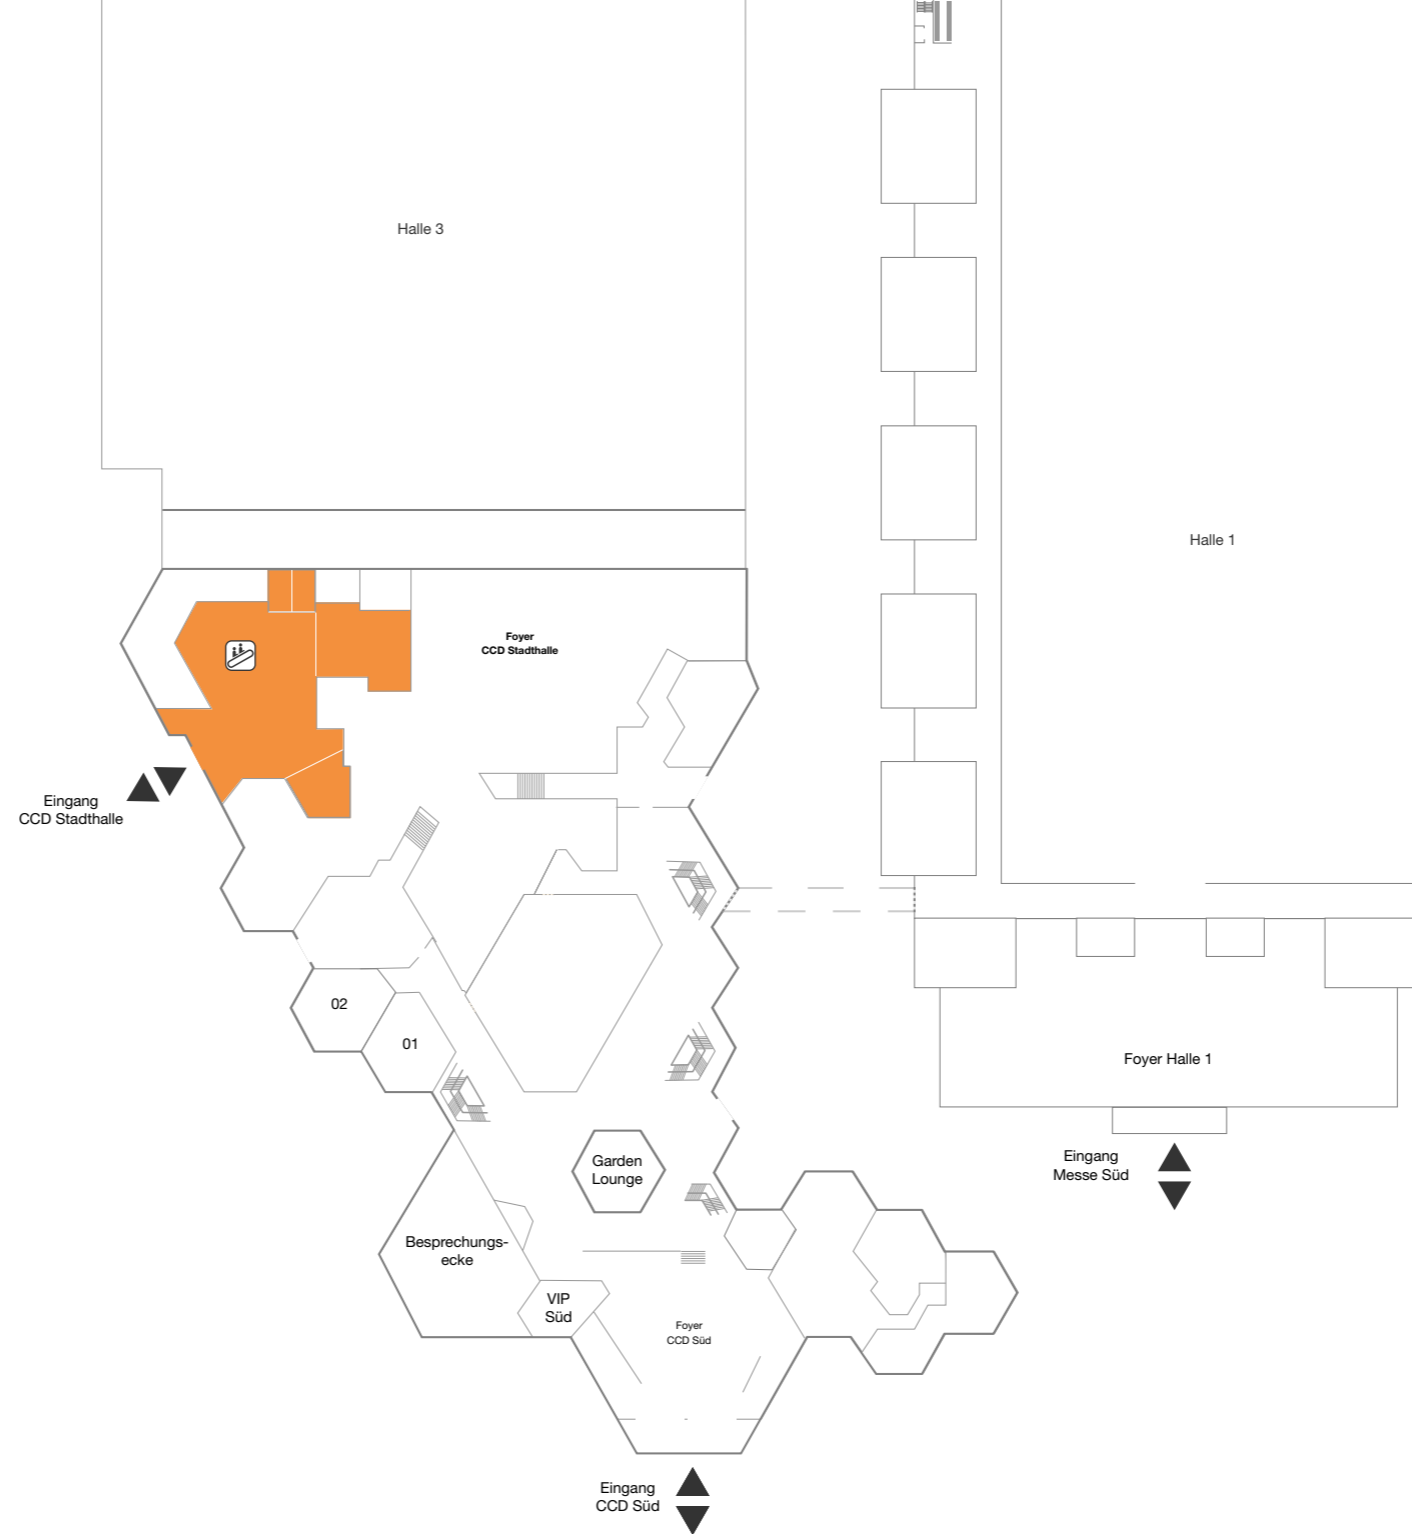 Halle 3
Halle 1
Foyer
CCD Stadthalle
Eingang
CCD Stadthalle
02
01
Foyer Halle 1
Eingang
Messe Süd
Garden
Lounge
Besprechungs-
ecke
VIP
Süd
Foyer
CCD Süd
Eingang
CCD Süd